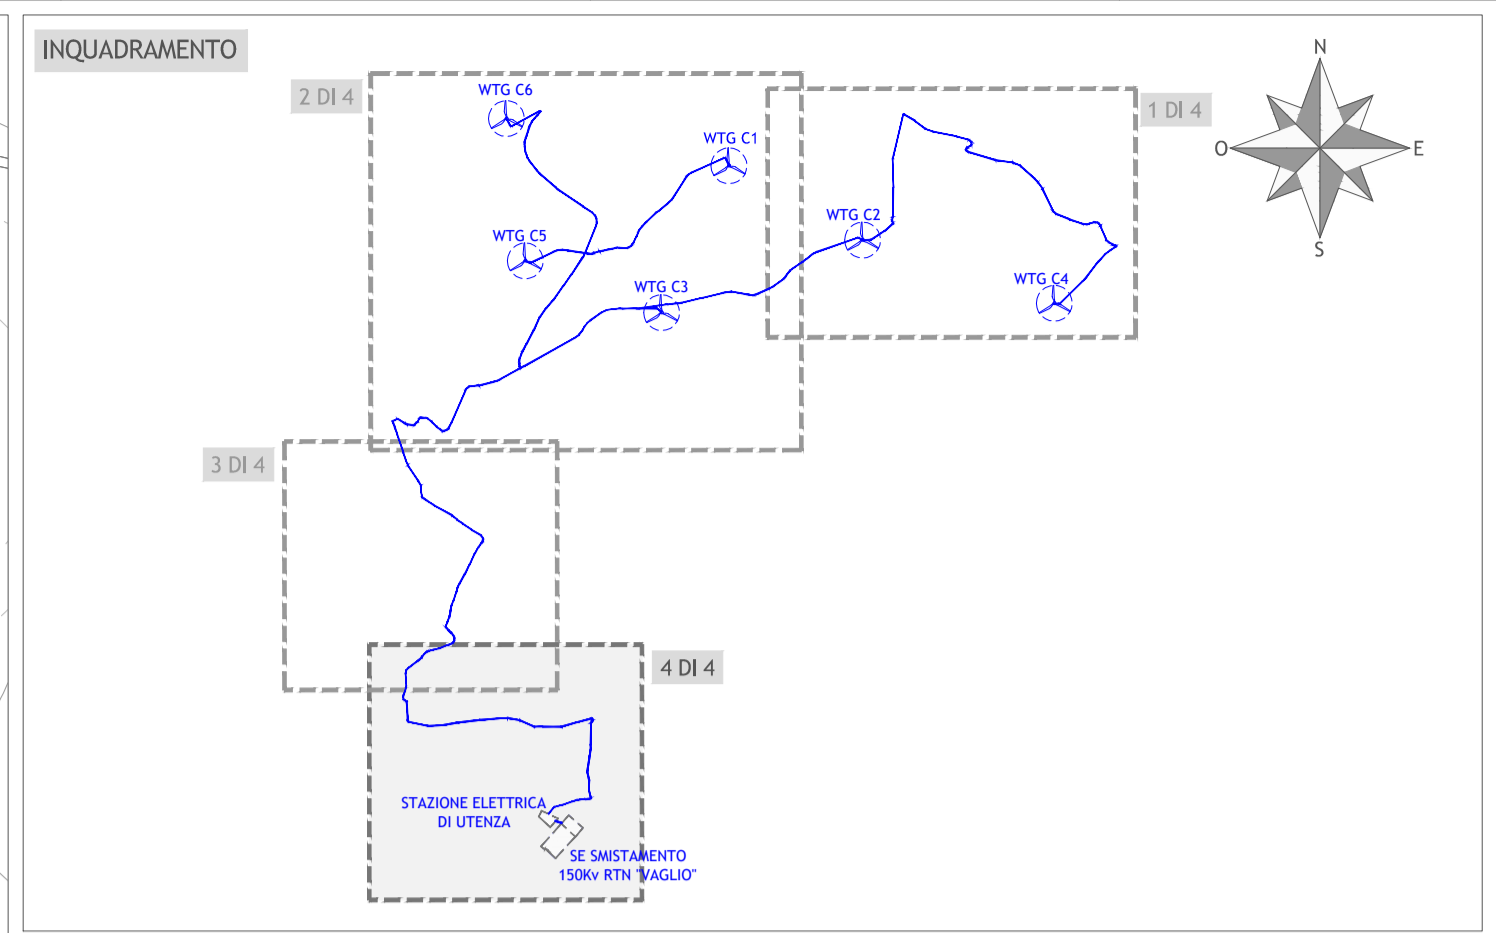 INQUADRAMENTO
N
2 DI 4
WTG C6
1 DI 4
WTG C1
O
E
WTG C2
WTG C5
S
WTG C4
WTG C3
3 DI 4
4 DI 4
STAZIONE ELETTRICA
DI UTENZA
SE SMISTAMENTO
150Kv RTN "VAGLIO"